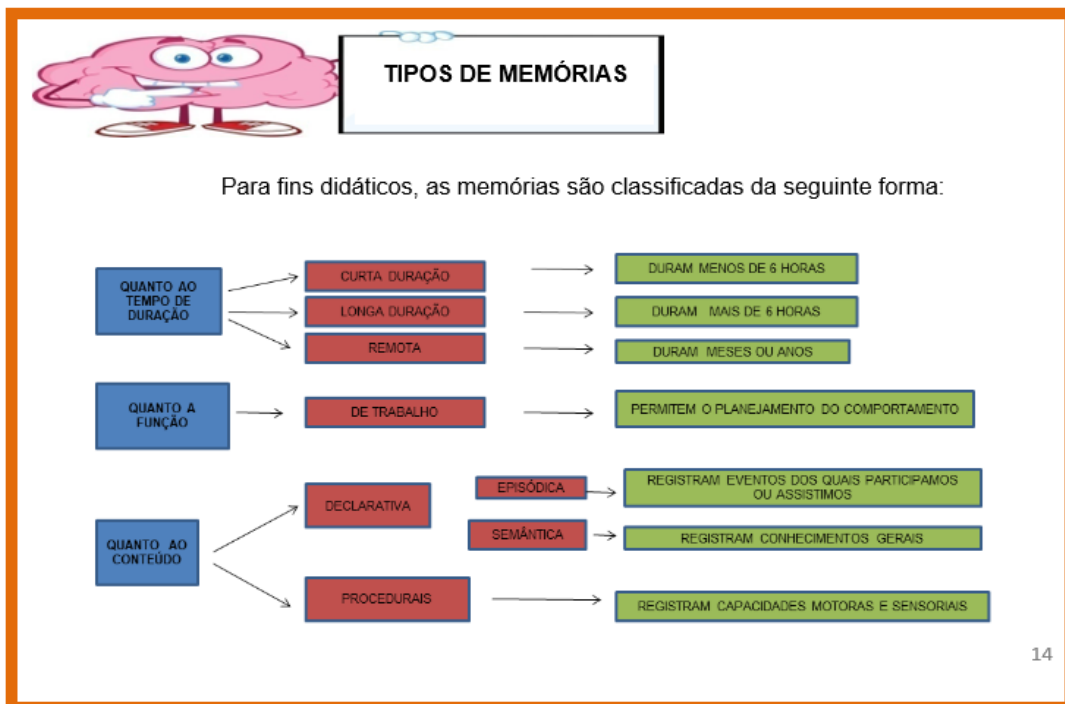 TIPOS DE MEMÓRIAS
Para fins didáticos, as memórias são classificadas da seguinte forma:
QUANTO AO
TEMPO DE
DURAÇÃO
CURTA DURAÇÃO
DURAM MENOS DE 6 HORAS
LONGA DURAÇÃO
DURAM MAIS DE 6 HORAS
REMOTA
DURAM MESES OU ANOS
QUANTO A
FUNÇÃO
DE TRABALHO
PERMITEM O PLANEJAMENTO DO COMPORTAMENTO
QUANTO AO
CONTEÚDO
DECLARATIVA
EPISÓDICA
REGISTRAM EVENTOS DOS QUAIS PARTICIPAMOS
OU ASSISTIMOS
SEMÂNTICA
REGISTRAM CONHECIMENTOS GERAIS
PROCEDURAIS
REGISTRAM CAPACIDADES MOTORAS E SENSORIAIS
14